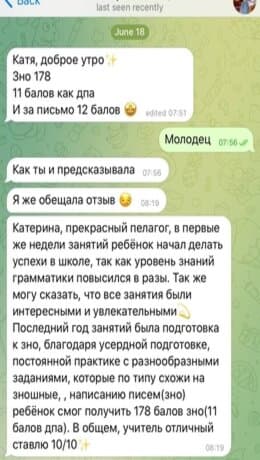 Back
last seen recently
June 18
Катя, доброе утро✨
Зно 178
11 балов как дпа
И за письмо 12 балов 🤩 edited 07:51
Молодец 07:56
Как ты и предсказывала 07:56
Я же обещала отзыв 😏 08:19
Катерина, прекрасный пелагог, в первые
же недели занятий ребёнок начал делать
успехи в школе, так как уровень знаний
грамматики повысился в разы. Так же
могу сказать, что все занятия были
интересными и увлекательными💫
Последний год занятий была подготовка
к зно, благодаря усердной подготовке,
постоянной практике с разнообразными
заданиями, которые по типу схожи на
зношные, , написанию писем(зно)
ребёнок смог получить 178 балов зно(11
балов дпа). В общем, учитель отличный
ставлю 10/10✨ 08:19